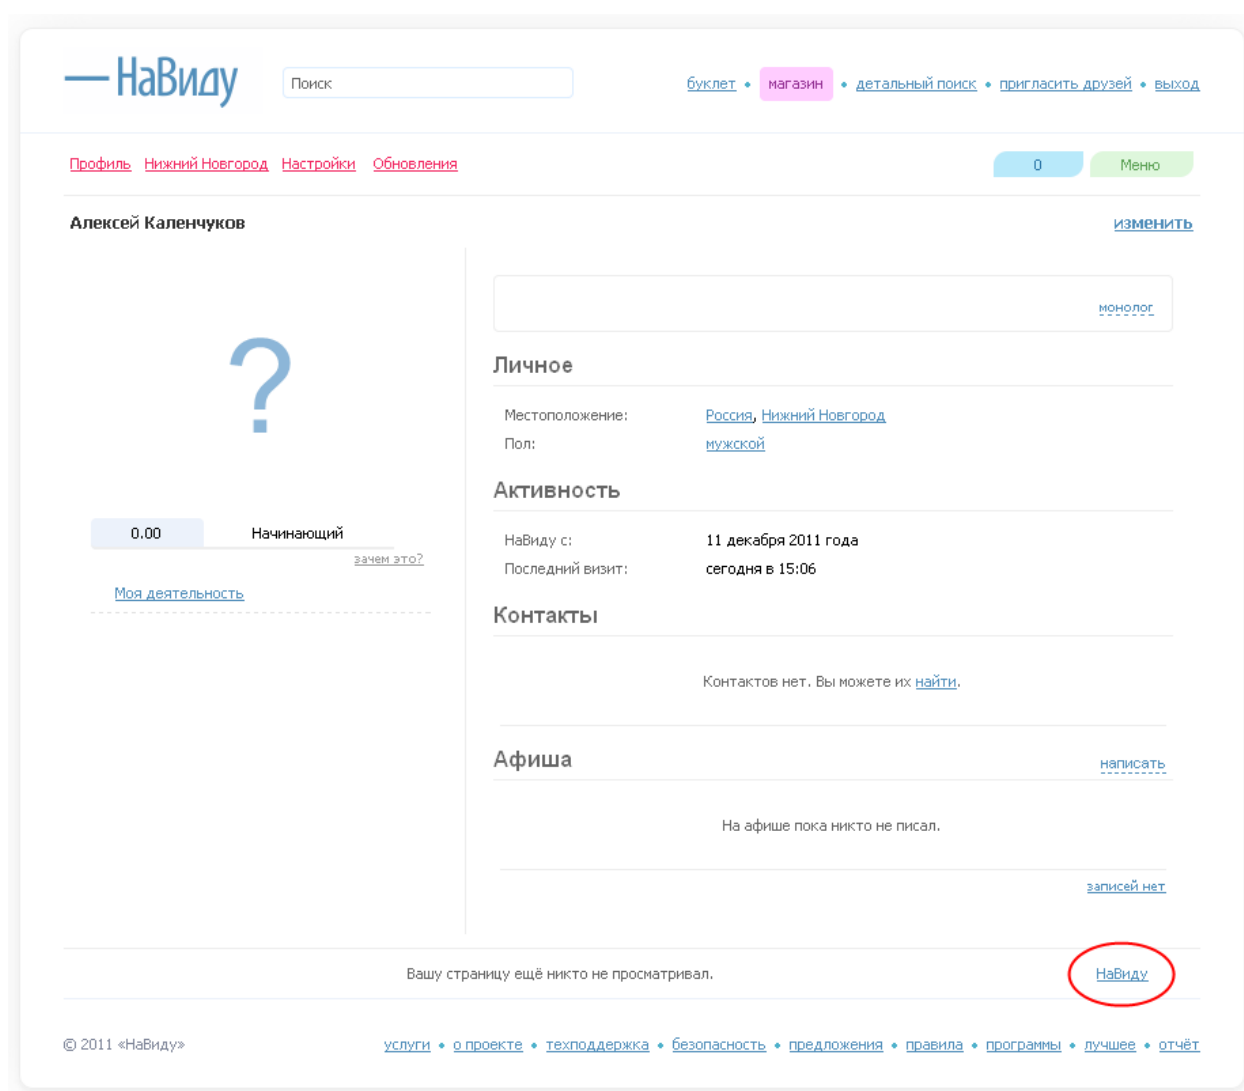 НаВиду
Поиск
буклет • магазин • детальный поиск • пригласить друзей • выход
Профиль Нижний Новгород Настройки Обновления
0 Меню
Алексей Каленчуков
изменить
?
0.00 Начинающий
зачем это?
Моя деятельность
монолог
Личное
Местоположение: Россия, Нижний Новгород
Пол: мужской
Активность
НаВиду с: 11 декабря 2011 года
Последний визит: сегодня в 15:06
Контакты
Контактов нет. Вы можете их найти.
Афиша
написать
На афише пока никто не писал.
записей нет
Вашу страницу ещё никто не просматривал.
НаВиду
© 2011 «НаВиду»
услуги • о проекте • техподдержка • безопасность • предложения • правила • программы • лучшее • отчёт